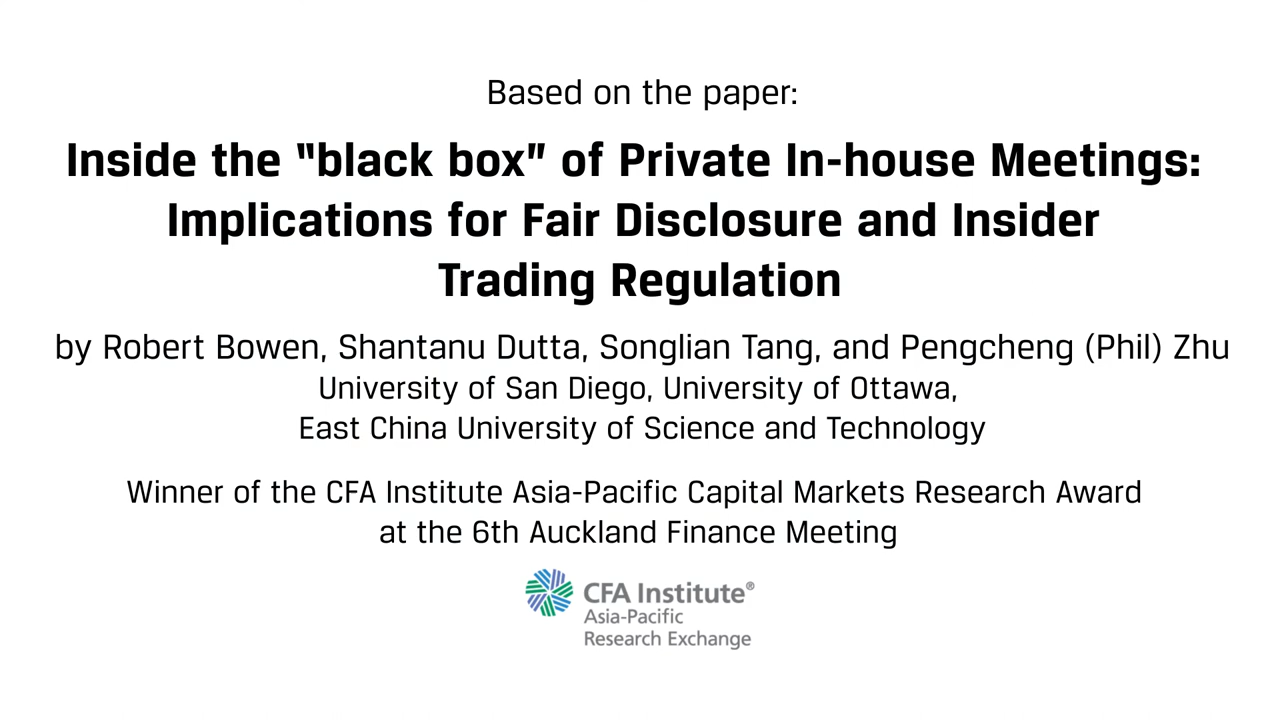 Based on the paper:
Inside the "black box" of Private In-house Meetings:
Implications for Fair Disclosure and Insider
Trading Regulation
by Robert Bowen, Shantanu Dutta, Songlian Tang, and Pengcheng (Phil) Zhu
University of San Diego, University of Ottawa,
East China University of Science and Technology
Winner of the CFA Institute Asia-Pacific Capital Markets Research Award
at the 6th Auckland Finance Meeting
CFA Institute®
Asia-Pacific
Research Exchange